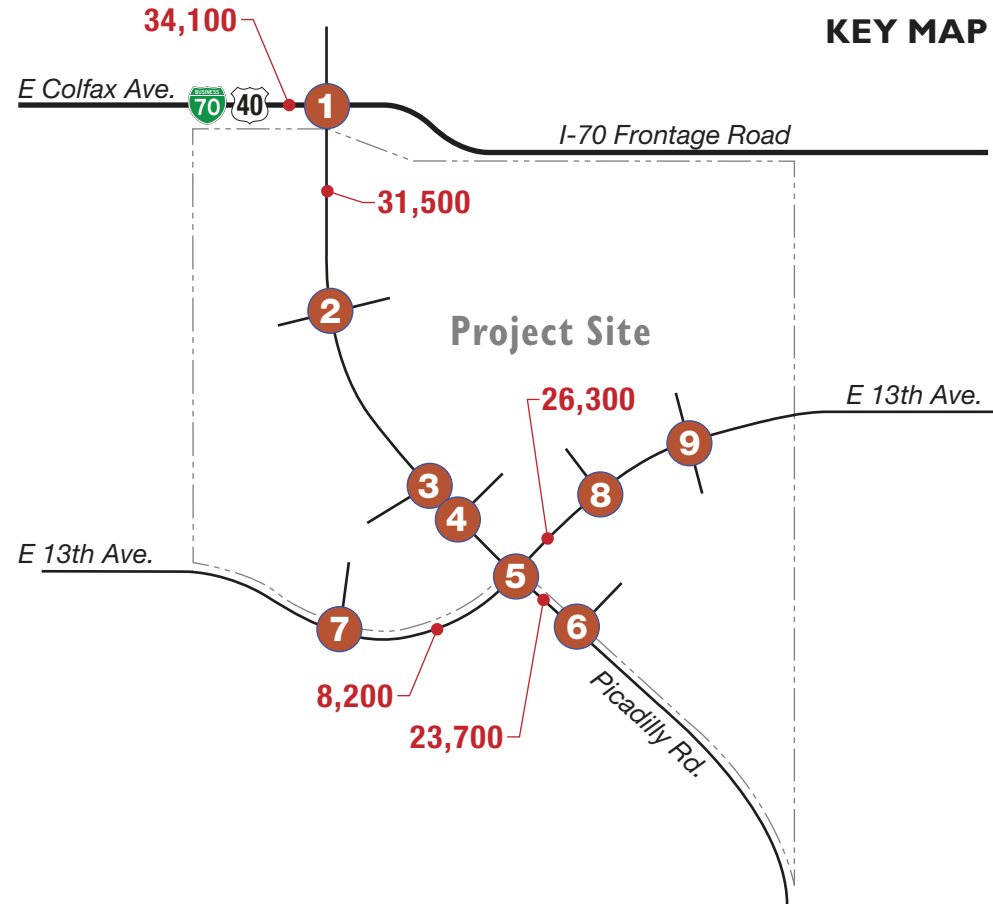 34,100
KEY MAP
E Colfax Ave.
BUSINESS
70
40
1
I-70 Frontage Road
31,500
2
Project Site
26,300
E 13th Ave.
9
3
8
4
E 13th Ave.
5
7
6
8,200
23,700
Picadilly Rd.